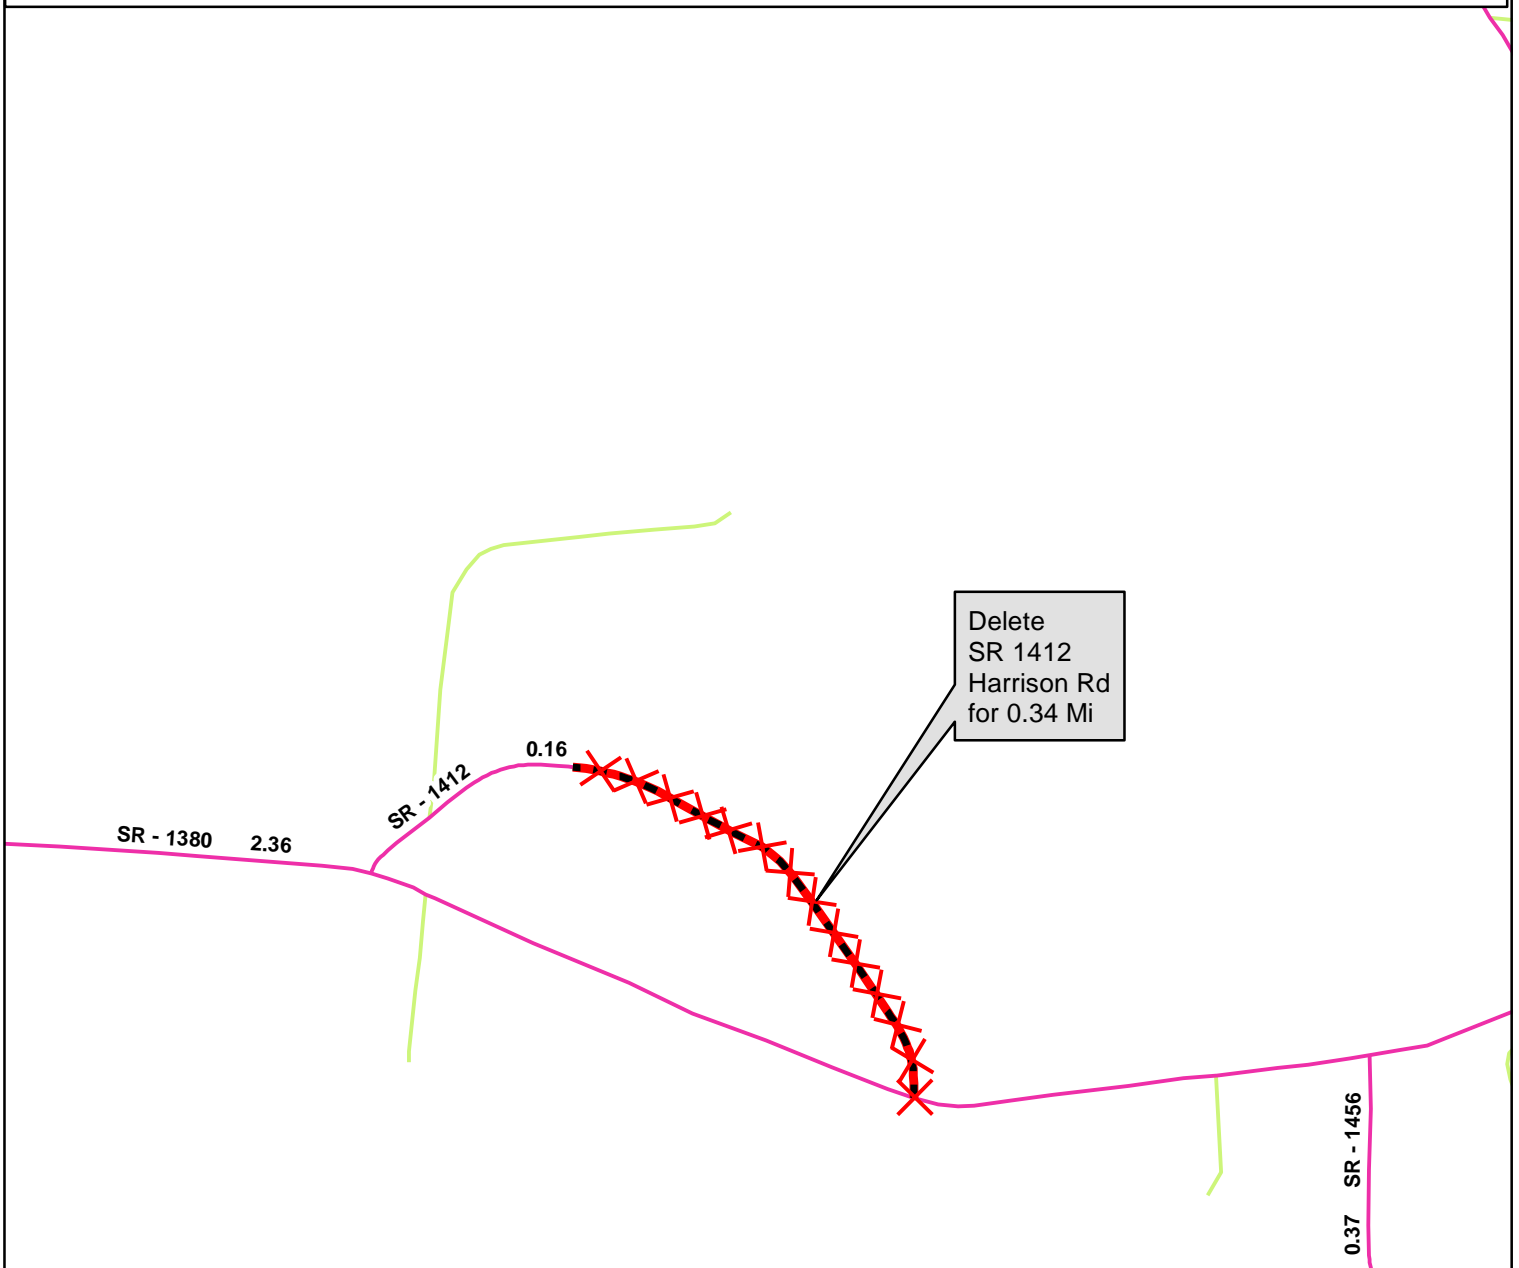 Delete
SR 1412
Harrison Rd
for 0.34 Mi
0.16
SR - 1412
SR - 1380 2.36
0.37 SR - 1456